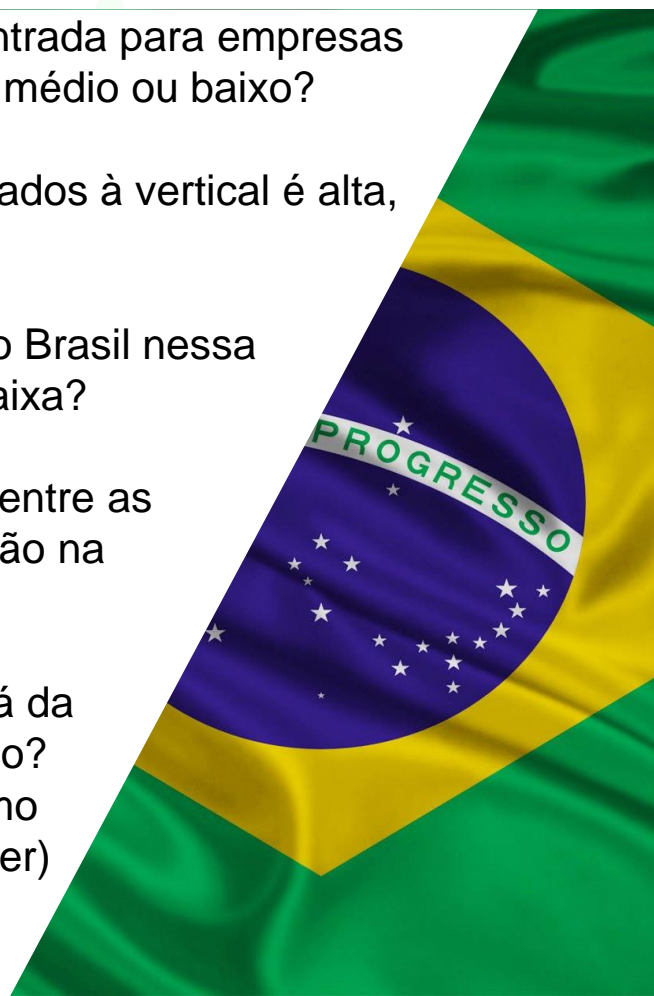 ntrada para empresas
médio ou baixo?
ados à vertical é alta,
o Brasil nessa
aixa?
entre as
ão na
á da
o?
no
er)
PROGRESSO